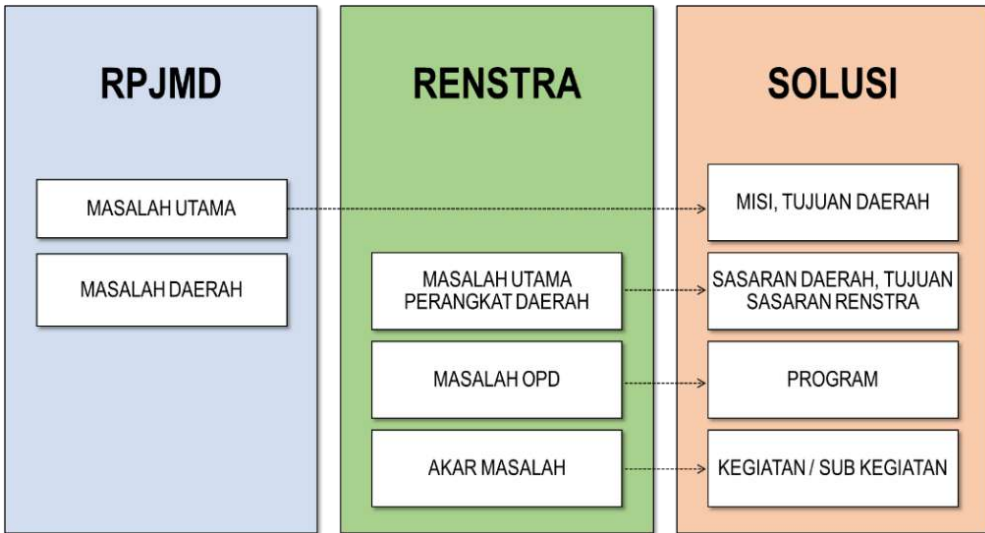 RPJMD
RENSTRA
SOLUSI
MASALAH UTAMA
MISI, TUJUAN DAERAH
MASALAH DAERAH
MASALAH UTAMA
PERANGKAT DAERAH
SASARAN DAERAH, TUJUAN
SASARAN RENSTRA
MASALAH OPD
PROGRAM
AKAR MASALAH
KEGIATAN / SUB KEGIATAN